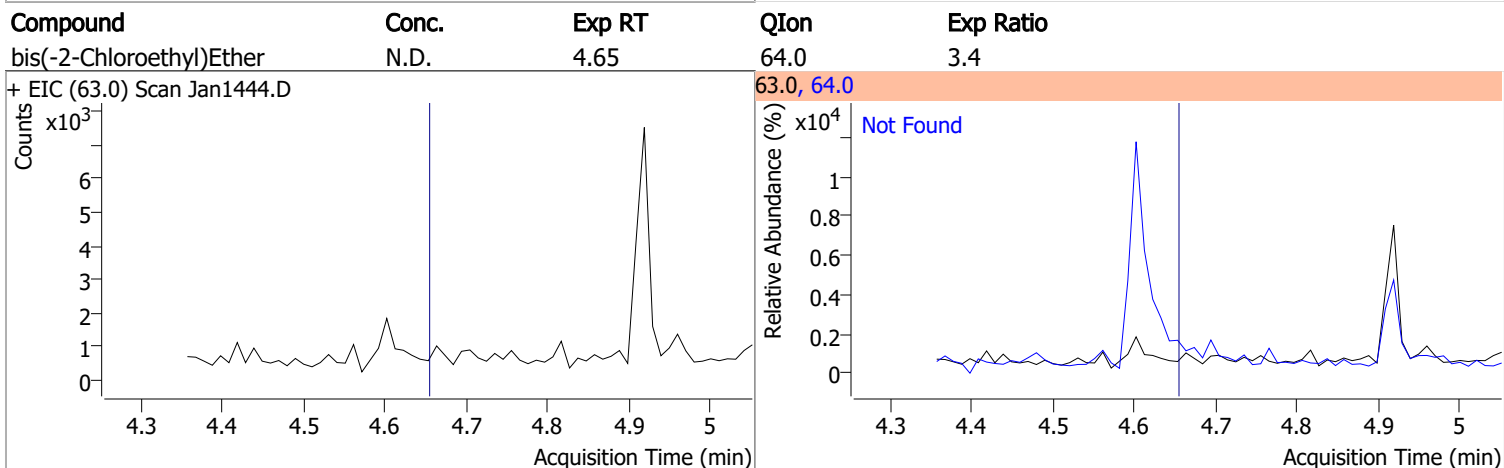 Compound Conc. Exp RT QIon Exp Ratio
bis(-2-Chloroethyl)Ether N.D. 4.65 64.0 3.4
+ EIC (63.0) Scan Jan1444.D
Counts
x10³
6
5
4
3
2
1
0
4.3 4.4 4.5 4.6 4.7 4.8 4.9 5
Acquisition Time (min)
63.0, 64.0
Relative Abundance (%)
x10⁴
Not Found
1
0.8
0.6
0.4
0.2
0
4.3 4.4 4.5 4.6 4.7 4.8 4.9 5
Acquisition Time (min)